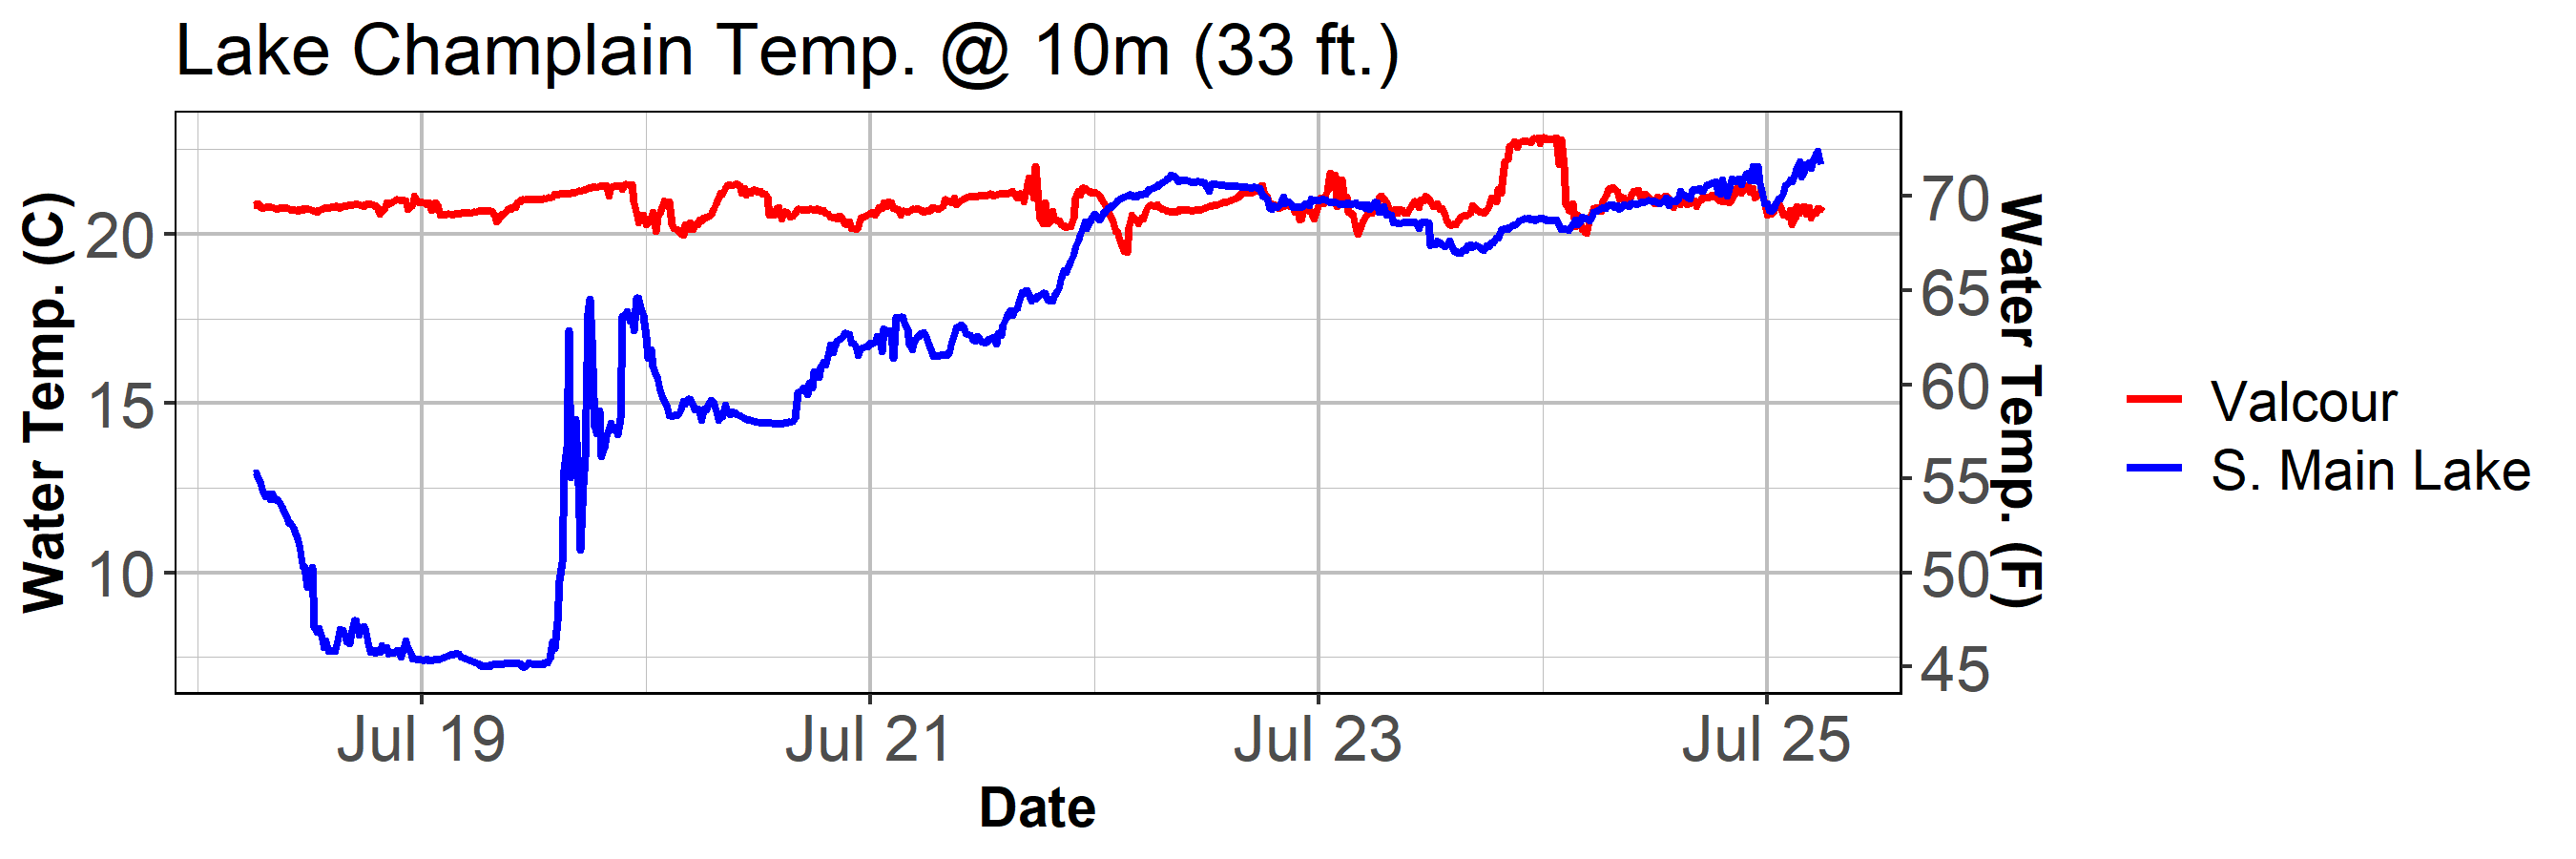 Lake Champlain Temp. @ 10m (33 ft.)
Water Temp. (C)
20
15
10
70
65
60
55
50
45
Water Temp. (F)
Jul 19
Jul 21
Jul 23
Jul 25
Date
Valcour
S. Main Lake